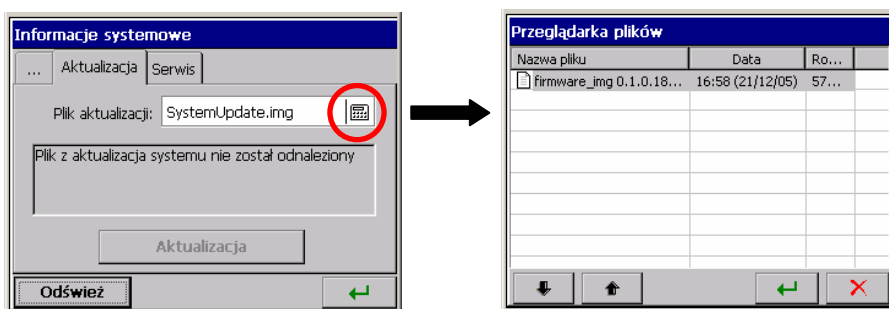 Informacje systemowe
... Aktualizacja Serwis
Plik aktualizacji: SystemUpdate.img
Plik z aktualizacja systemu nie został odnaleziony
Aktualizacja
Odśwież
Przeglądarka plików
Nazwa pliku Data Ro...
firmware_img 0.1.0.18... 16:58 (21/12/05) 57...